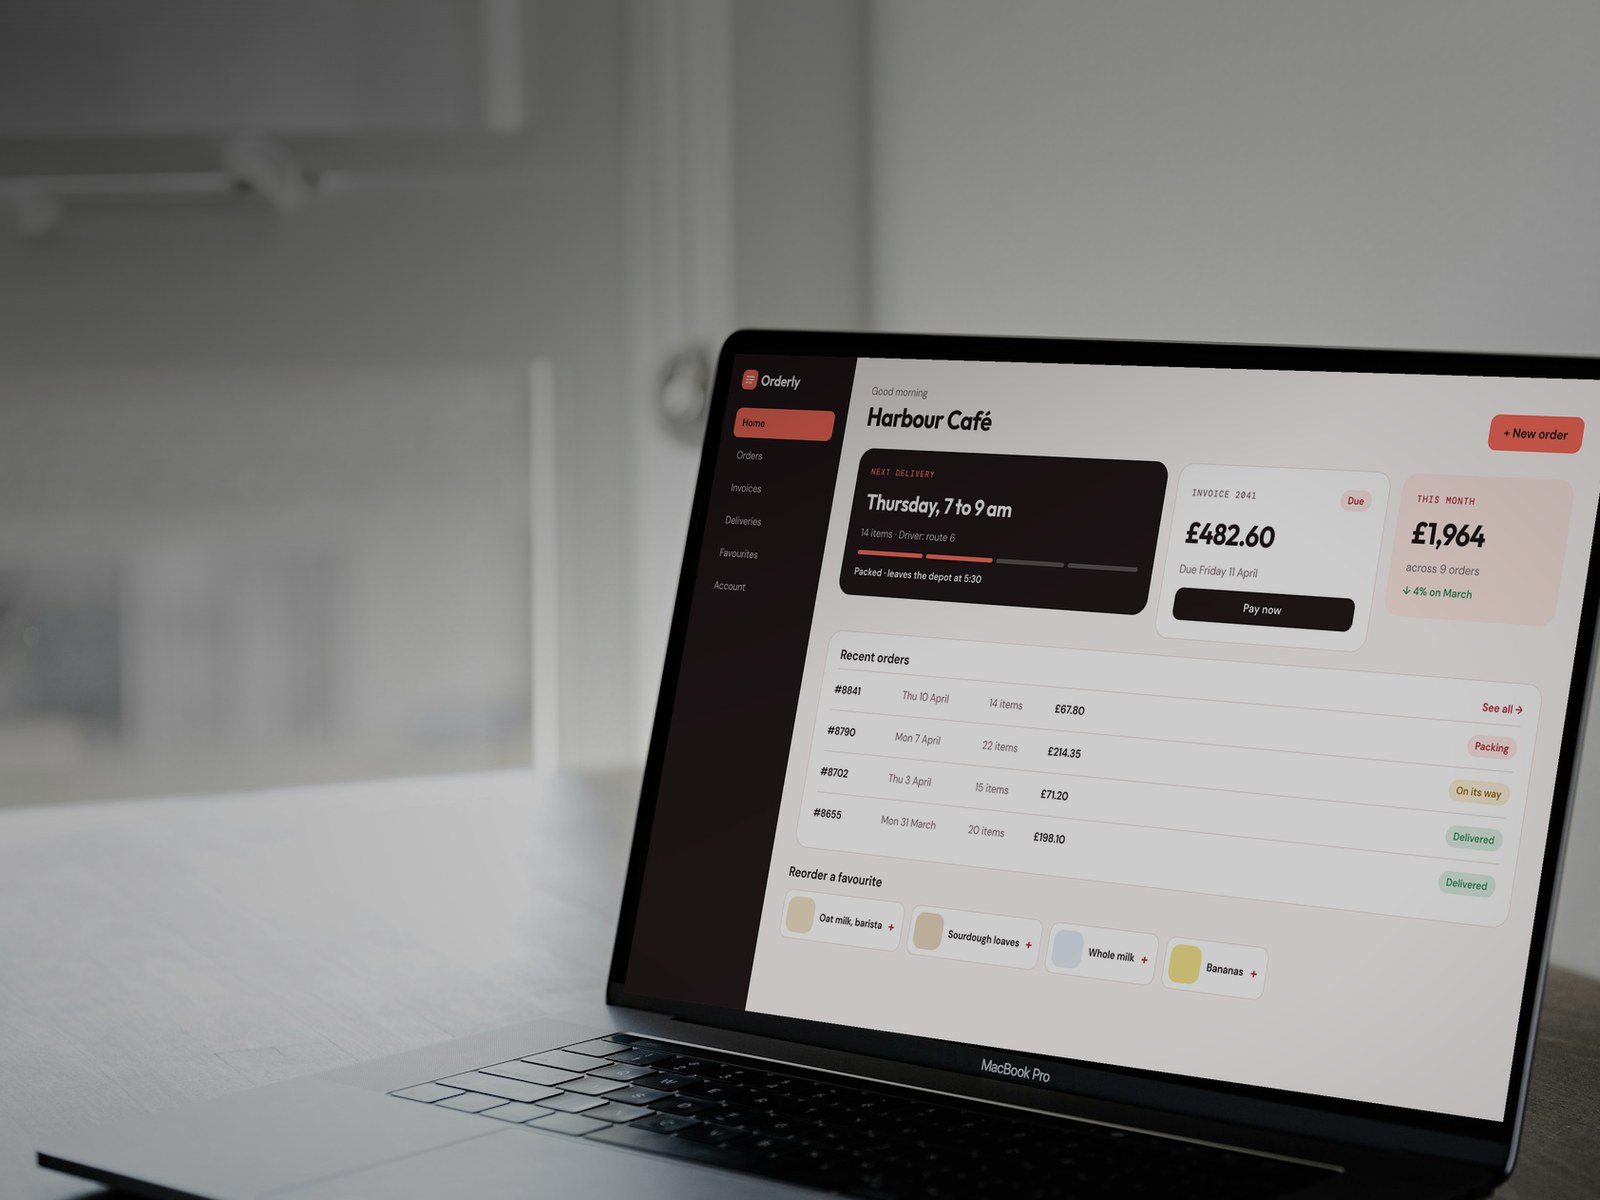 Orderly
Home
Orders
Invoices
Deliveries
Favourites
Account
Good morning
Harbour Café
+ New order
NEXT DELIVERY
Thursday, 7 to 9 am
14 items · Driver: route 6
Packed · leaves the depot at 5:30
INVOICE 2041
Due
£482.60
Due Friday 11 April
Pay now
THIS MONTH
£1,964
across 9 orders
↓ 4% on March
Recent orders
See all →
#8841 Thu 10 April 14 items £67.80 Packing
#8790 Mon 7 April 22 items £214.35 On its way
#8702 Thu 3 April 15 items £71.20 Delivered
#8655 Mon 31 March 20 items £198.10 Delivered
Reorder a favourite
Oat milk, barista +
Sourdough loaves +
Whole milk +
Bananas +
MacBook Pro